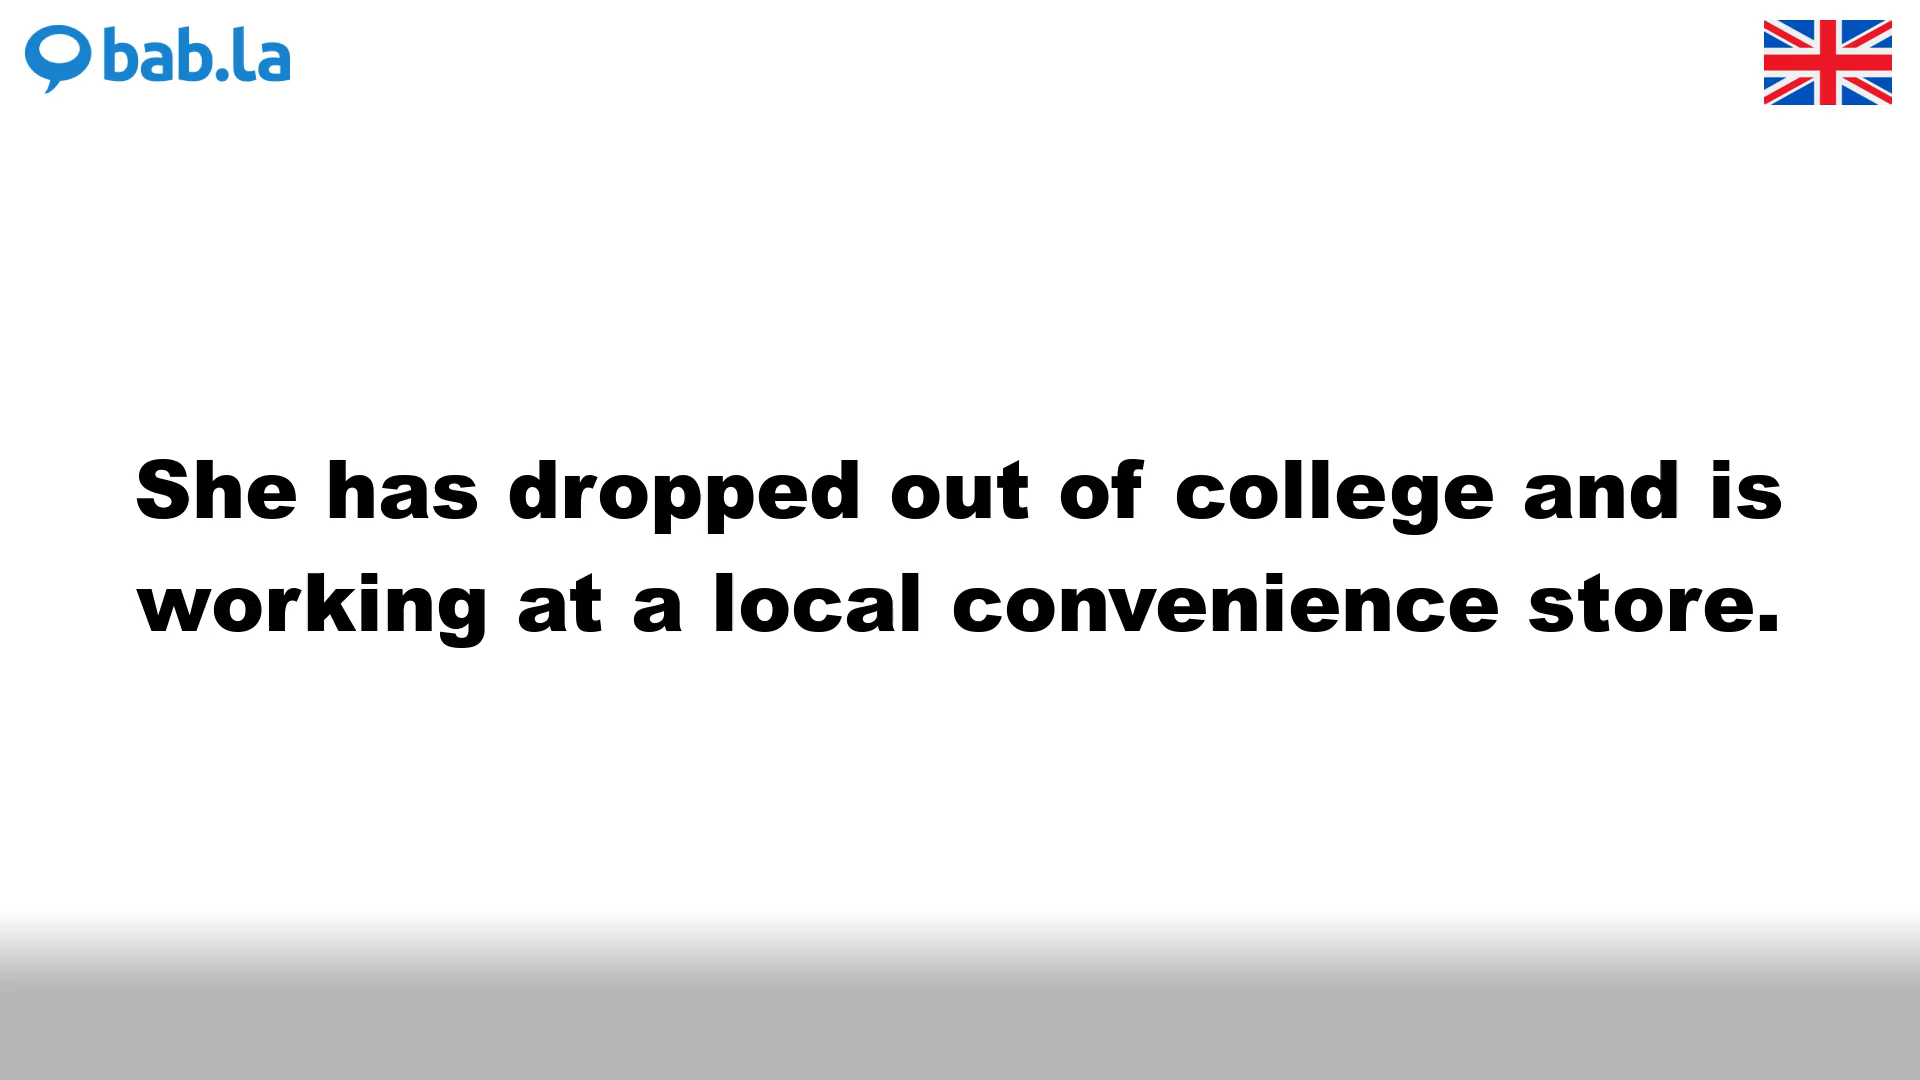 bab.la
She has dropped out of college and is
working at a local convenience store.